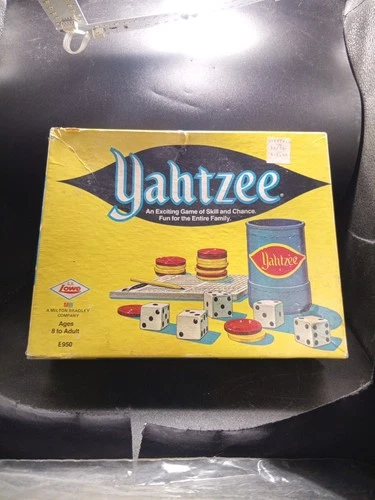 Yahtzee®
An Exciting Game of Skill and Chance.
Fun for the Entire Family.
Yahtzee
Lowe
MB
A MILTON BRADLEY
COMPANY
Ages
8 to Adult
E950